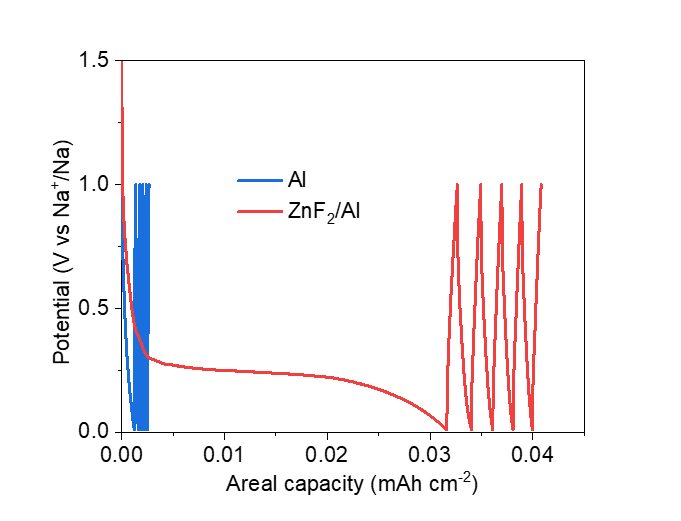 1.5
1.0
0.5
0.0
Potential (V vs Na⁺/Na)
Al
ZnF₂/Al
0.00 0.01 0.02 0.03 0.04
Areal capacity (mAh cm⁻²)